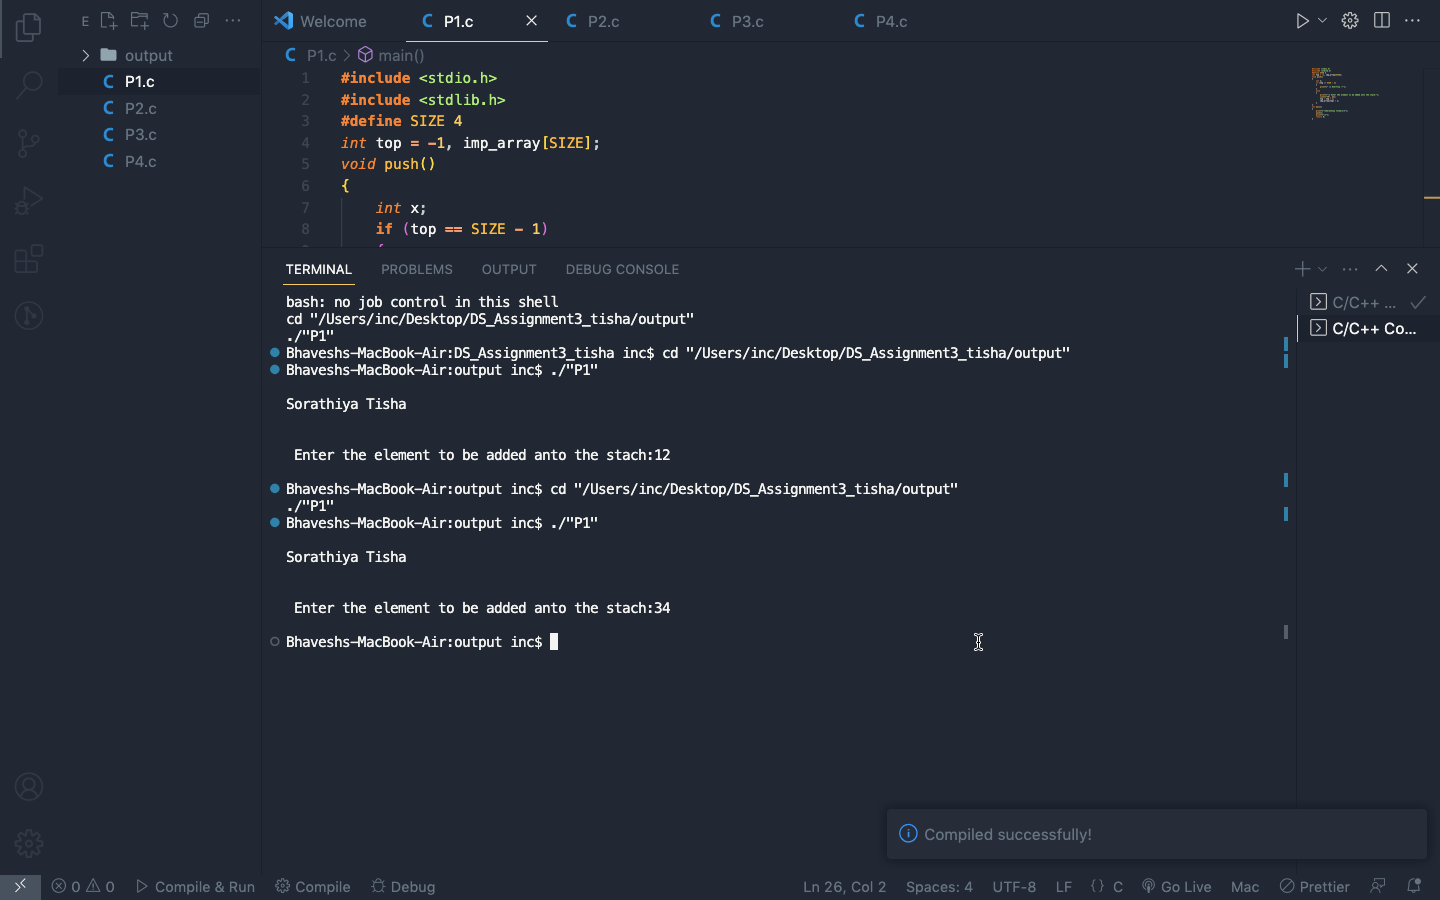 E
Welcome
P1.c
P2.c
P3.c
P4.c
output
P1.c
P2.c
P3.c
P4.c
P1.c > main()
1 #include <stdio.h>
2 #include <stdlib.h>
3 #define SIZE 4
4 int top = -1, imp_array[SIZE];
5 void push()
6 {
7 int x;
8 if (top == SIZE - 1)
TERMINAL PROBLEMS OUTPUT DEBUG CONSOLE
C/C++ ...
C/C++ Co...
bash: no job control in this shell
cd "/Users/inc/Desktop/DS_Assignment3_tisha/output"
./"P1"
Bhaveshs-MacBook-Air:DS_Assignment3_tisha inc$ cd "/Users/inc/Desktop/DS_Assignment3_tisha/output"
Bhaveshs-MacBook-Air:output inc$ ./"P1"
Sorathiya Tisha
Enter the element to be added anto the stach:12
Bhaveshs-MacBook-Air:output inc$ cd "/Users/inc/Desktop/DS_Assignment3_tisha/output"
./"P1"
Bhaveshs-MacBook-Air:output inc$ ./"P1"
Sorathiya Tisha
Enter the element to be added anto the stach:34
Bhaveshs-MacBook-Air:output inc$
Compiled successfully!
0 0 Compile & Run Compile Debug Ln 26, Col 2 Spaces: 4 UTF-8 LF {} C Go Live Mac Prettier